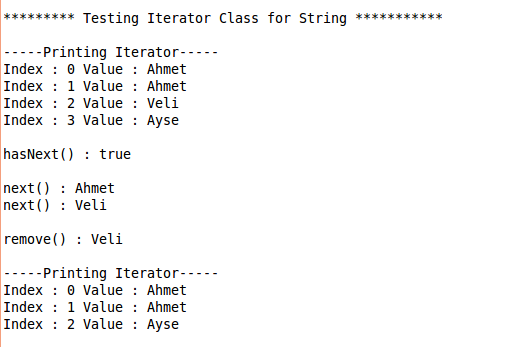 ********* Testing Iterator Class for String ***********
-----Printing Iterator-----
Index : 0 Value : Ahmet
Index : 1 Value : Ahmet
Index : 2 Value : Veli
Index : 3 Value : Ayse
hasNext() : true
next() : Ahmet
next() : Veli
remove() : Veli
-----Printing Iterator-----
Index : 0 Value : Ahmet
Index : 1 Value : Ahmet
Index : 2 Value : Ayse